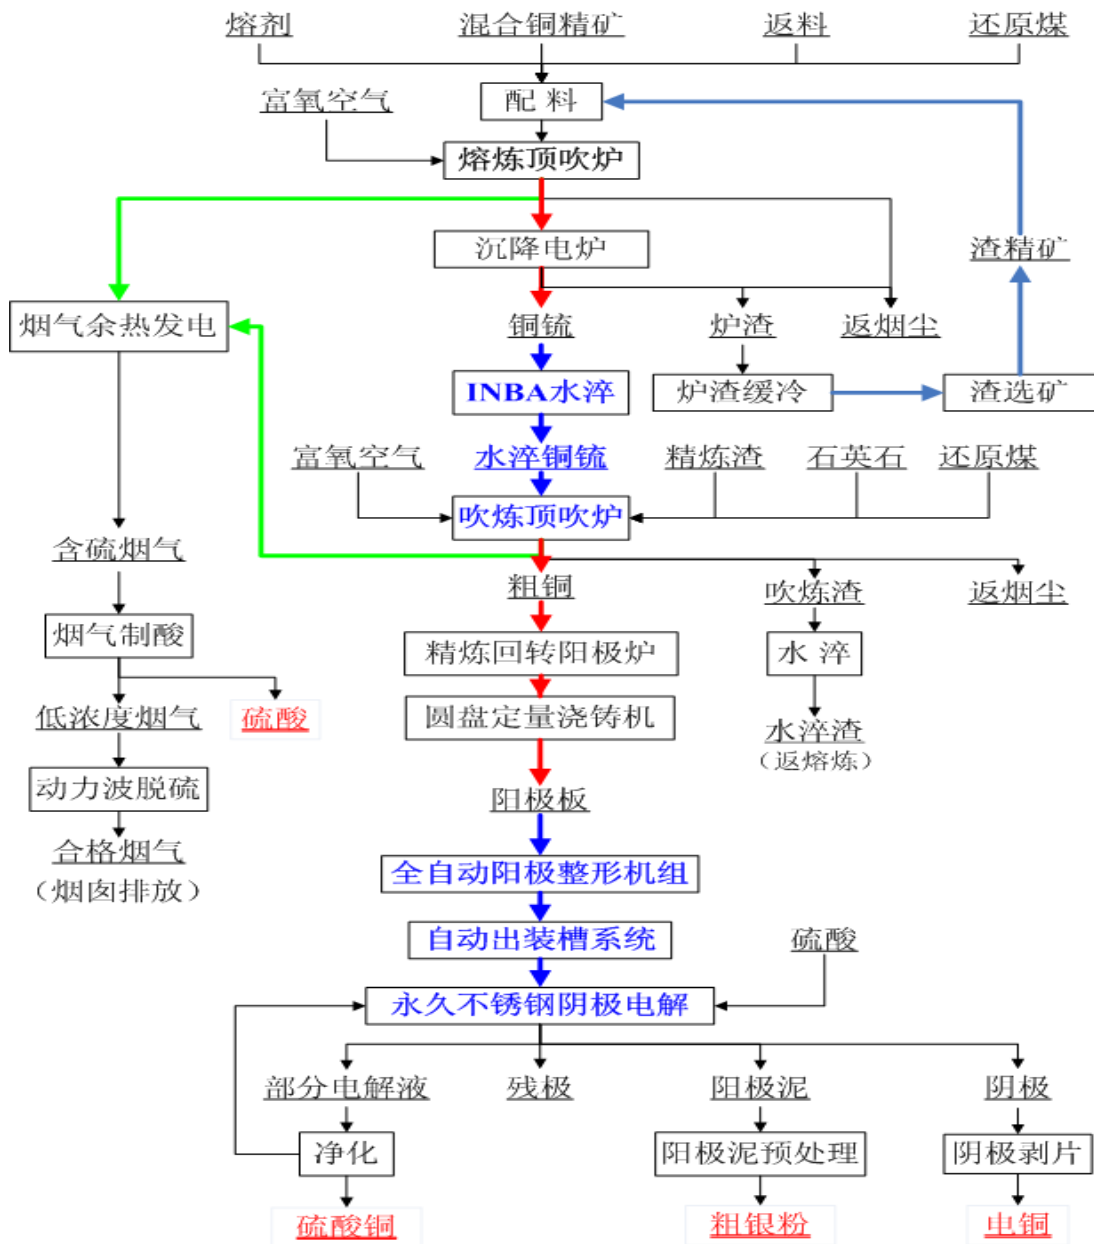 熔剂 混合铜精矿 返料 还原煤
富氧空气 配 料
熔炼顶吹炉
沉降电炉 渣精矿
烟气余热发电 铜锍 炉渣 返烟尘
INBA水淬 炉渣缓冷 渣选矿
富氧空气 水淬铜锍 精炼渣 石英石 还原煤
吹炼顶吹炉
含硫烟气 粗铜 吹炼渣 返烟尘
烟气制酸 精炼回转阳极炉 水 淬
低浓度烟气 硫酸 圆盘定量浇铸机 水淬渣
(返熔炼)
动力波脱硫 阳极板
合格烟气
(烟囱排放) 全自动阳极整形机组
自动出装槽系统 硫酸
永久不锈钢阴极电解
部分电解液 残极 阳极泥 阴极
净化 阳极泥预处理 阴极剥片
硫酸铜 粗银粉 电铜